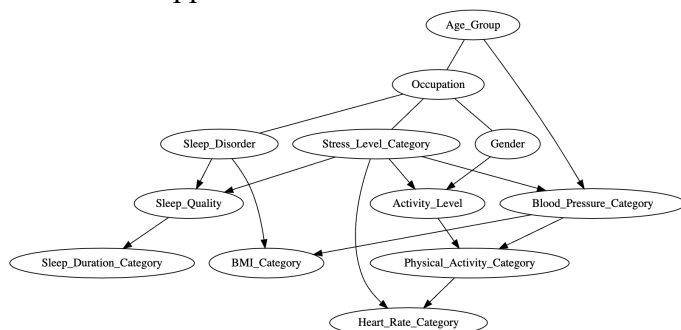 Age_Group
Occupation
Sleep_Disorder
Stress_Level_Category
Gender
Sleep_Quality
Activity_Level
Blood_Pressure_Category
Sleep_Duration_Category
BMI_Category
Physical_Activity_Category
Heart_Rate_Category